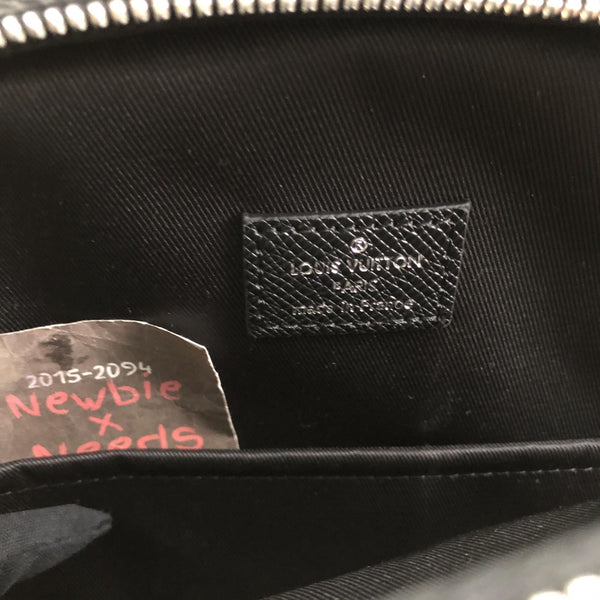 ®
LOUIS VUITTON
PARIS
made in France
2015-2094
Newbie
x
Needs